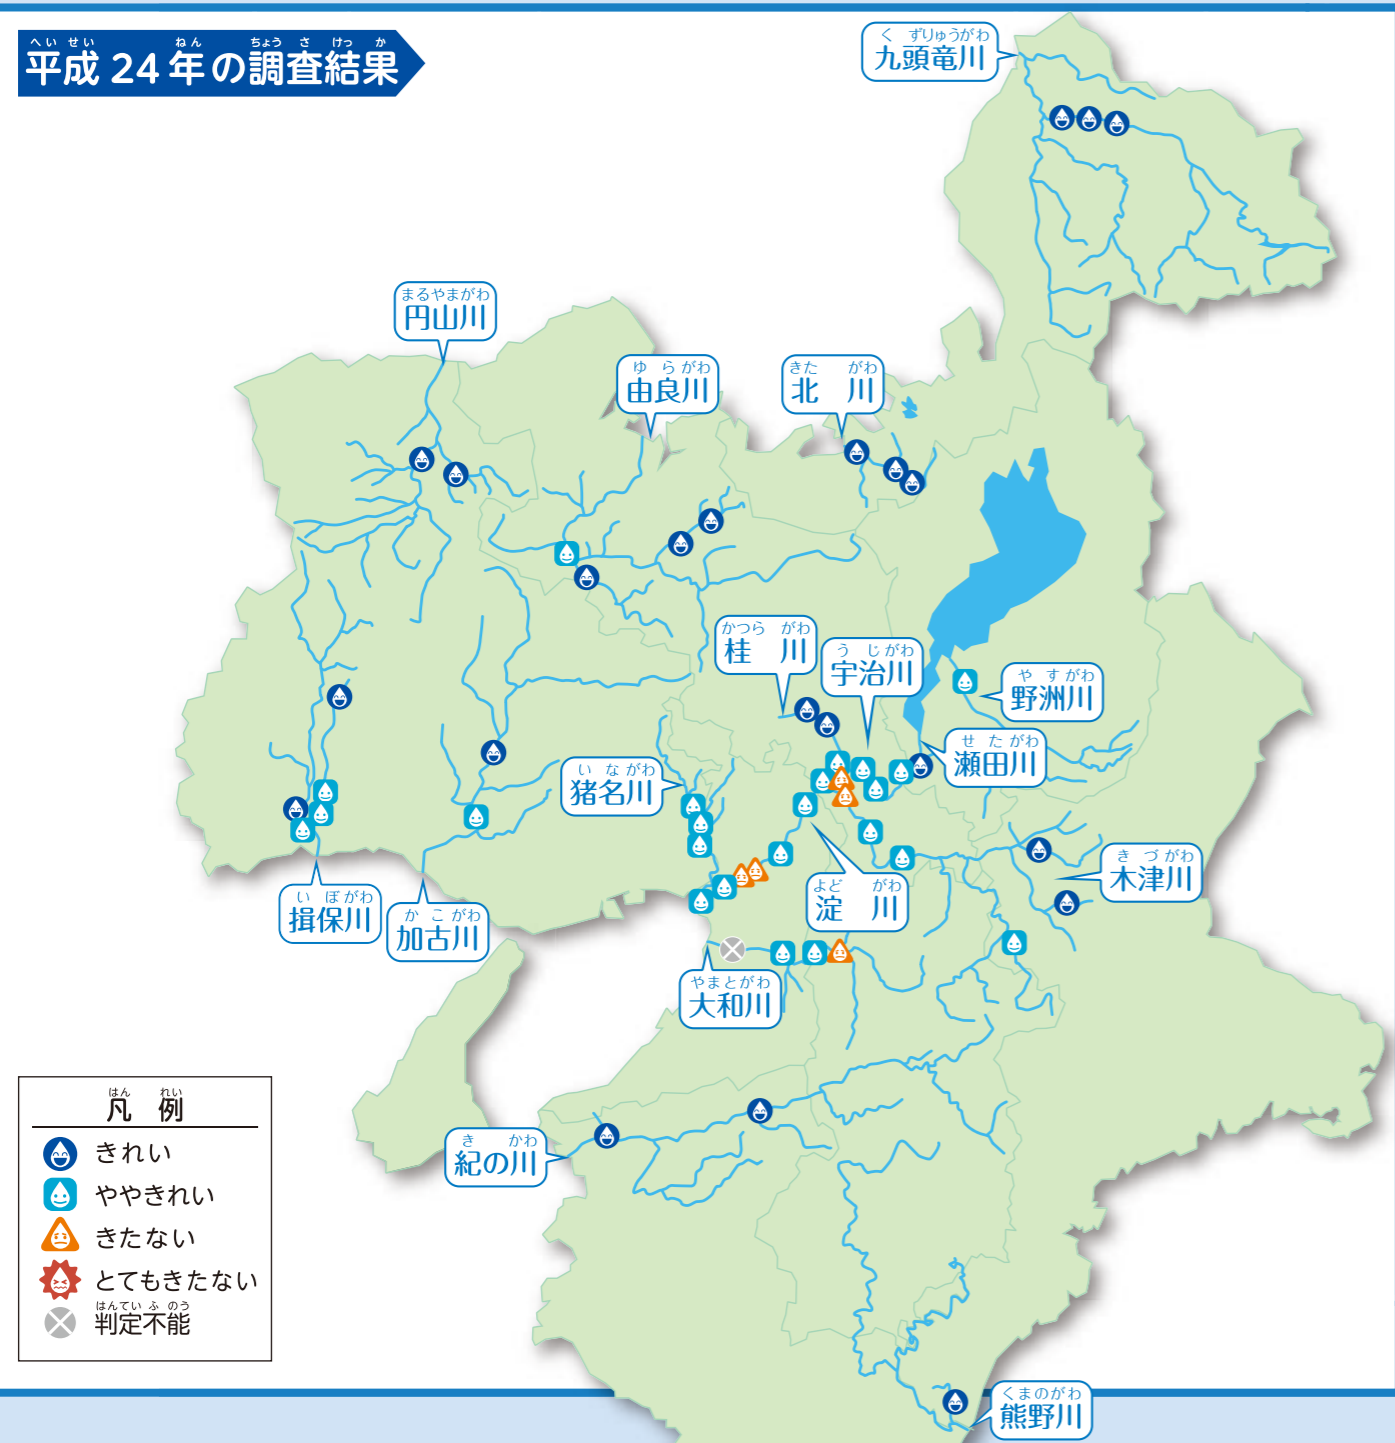 へいせい ねん ちょう さ けっ か
平成 24 年の調査結果
く ずりゅうがわ
九頭竜川
まるやまがわ
円山川
ゆ ら がわ
由良川
きた がわ
北 川
かつら がわ
桂 川
う じ がわ
宇治川
や す がわ
野洲川
せ た がわ
瀬田川
い な がわ
猪名川
き づ がわ
木津川
よど がわ
淀 川
い ぼ がわ
揖保川
か こ がわ
加古川
やまとがわ
大和川
き かわ
紀の川
くまのがわ
熊野川
はん れい
凡 例
きれい
ややきれい
きたない
とてもきたない
はんてい ふ のう
判定不能